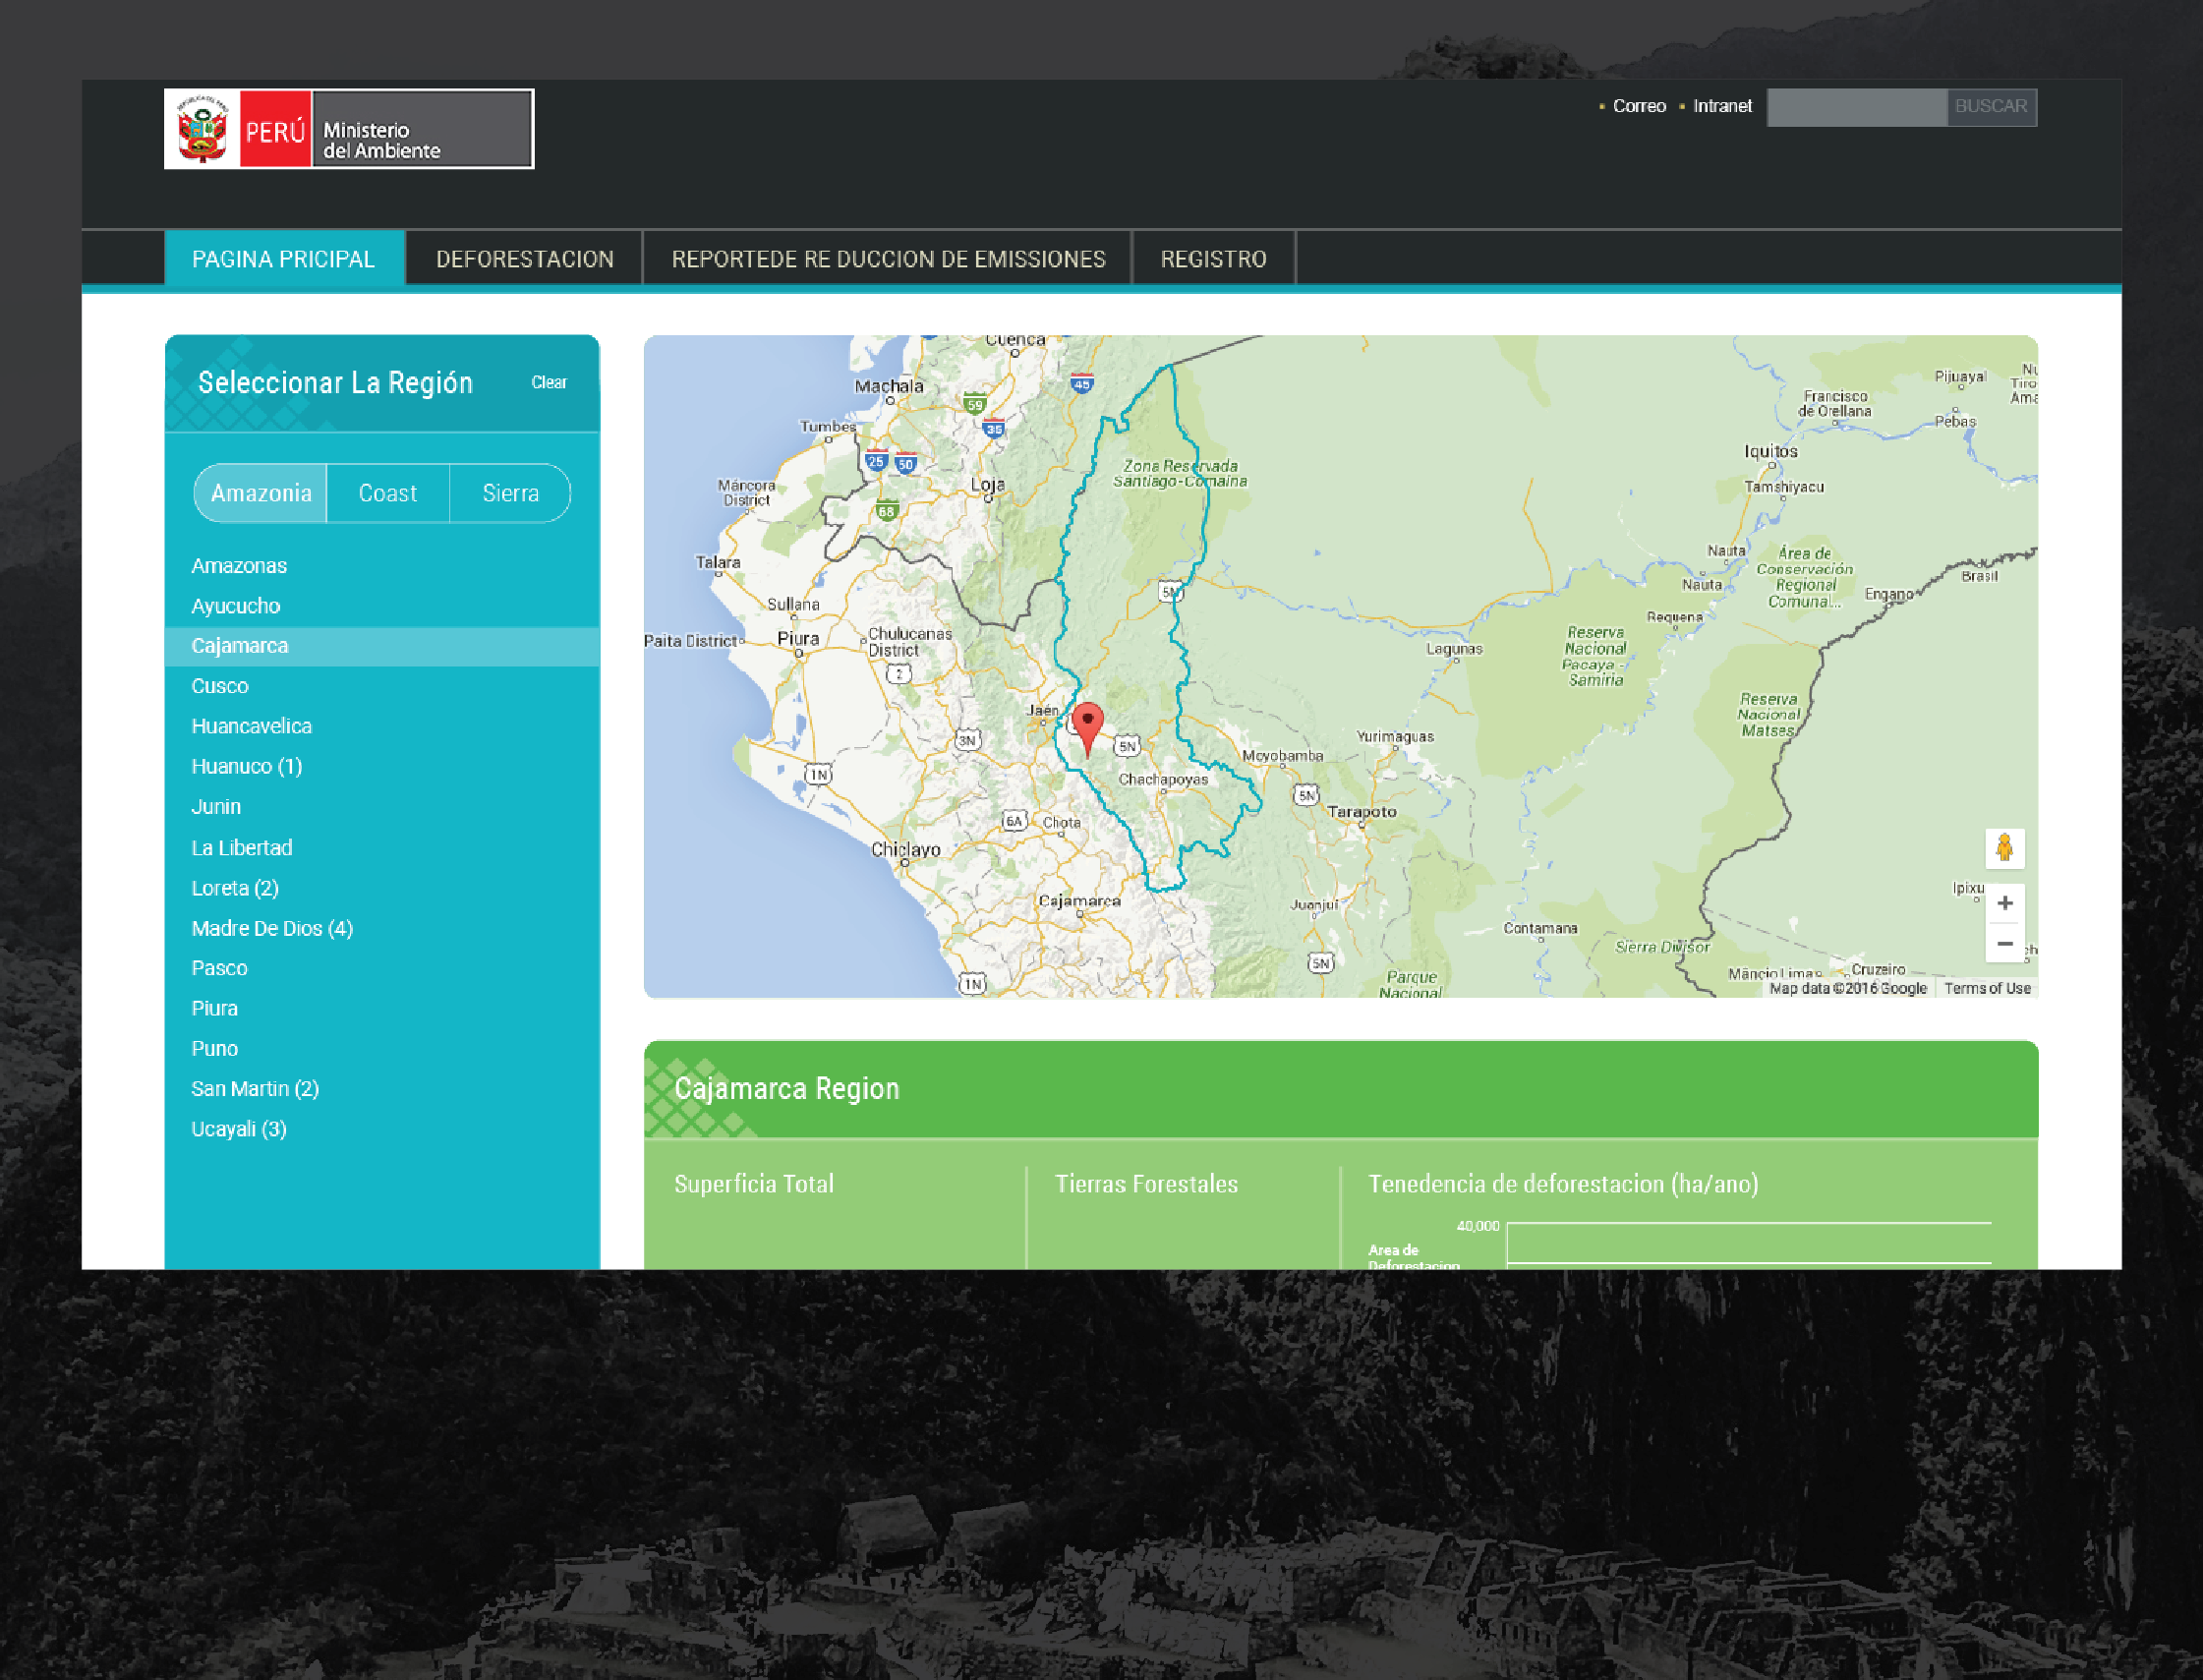 PERÚ
Ministerio
del Ambiente
Correo
Intranet
BUSCAR
PAGINA PRICIPAL
DEFORESTACION
REPORTEDE RE DUCCION DE EMISSIONES
REGISTRO
Seleccionar La Región
Clear
Amazonia
Coast
Sierra
Amazonas
Ayucucho
Cajamarca
Cusco
Huancavelica
Huanuco (1)
Junin
La Libertad
Loreta (2)
Madre De Dios (4)
Pasco
Piura
Puno
San Martin (2)
Ucayali (3)
Cuenca
Machala
45
59
35
Tumbes
25
50
Máncora
District
Loja
68
Zona Reservada
Santiago-Comaina
Francisco
de Orellana
Pijuayal
Pebas
Iquitos
Tamshiyacu
Talara
Nauta
Nauta
Área de
Conservación
Regional
Comunal...
Brasil
Engano
Sullana
5N
Requena
Paita District
Piura
Chulucanas
District
2
Lagunas
Reserva
Nacional
Pacaya -
Samiria
Reserva
Nacional
Matses
Jaén
3N
5N
Moyobamba
Yurimaguas
1N
Chachapoyas
5N
Tarapoto
6A
Chota
Chiclayo
Cajamarca
Juanjuí
Ipixu
Contamana
Sierra Divisor
5N
1N
Parque
Nacional
Mâncio Lima
Cruzeiro
Map data ©2016 Google
Terms of Use
Cajamarca Region
Superficia Total
Tierras Forestales
Tenedencia de deforestacion (ha/ano)
40,000
Area de
Deforestacion